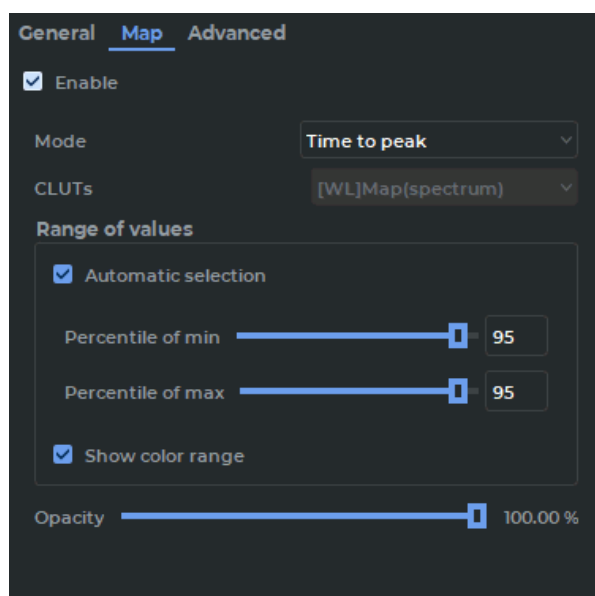 General Map Advanced
Enable
Mode Time to peak
CLUTs [WL]Map(spectrum)
Range of values
Automatic selection
Percentile of min 95
Percentile of max 95
Show color range
Opacity 100.00 %